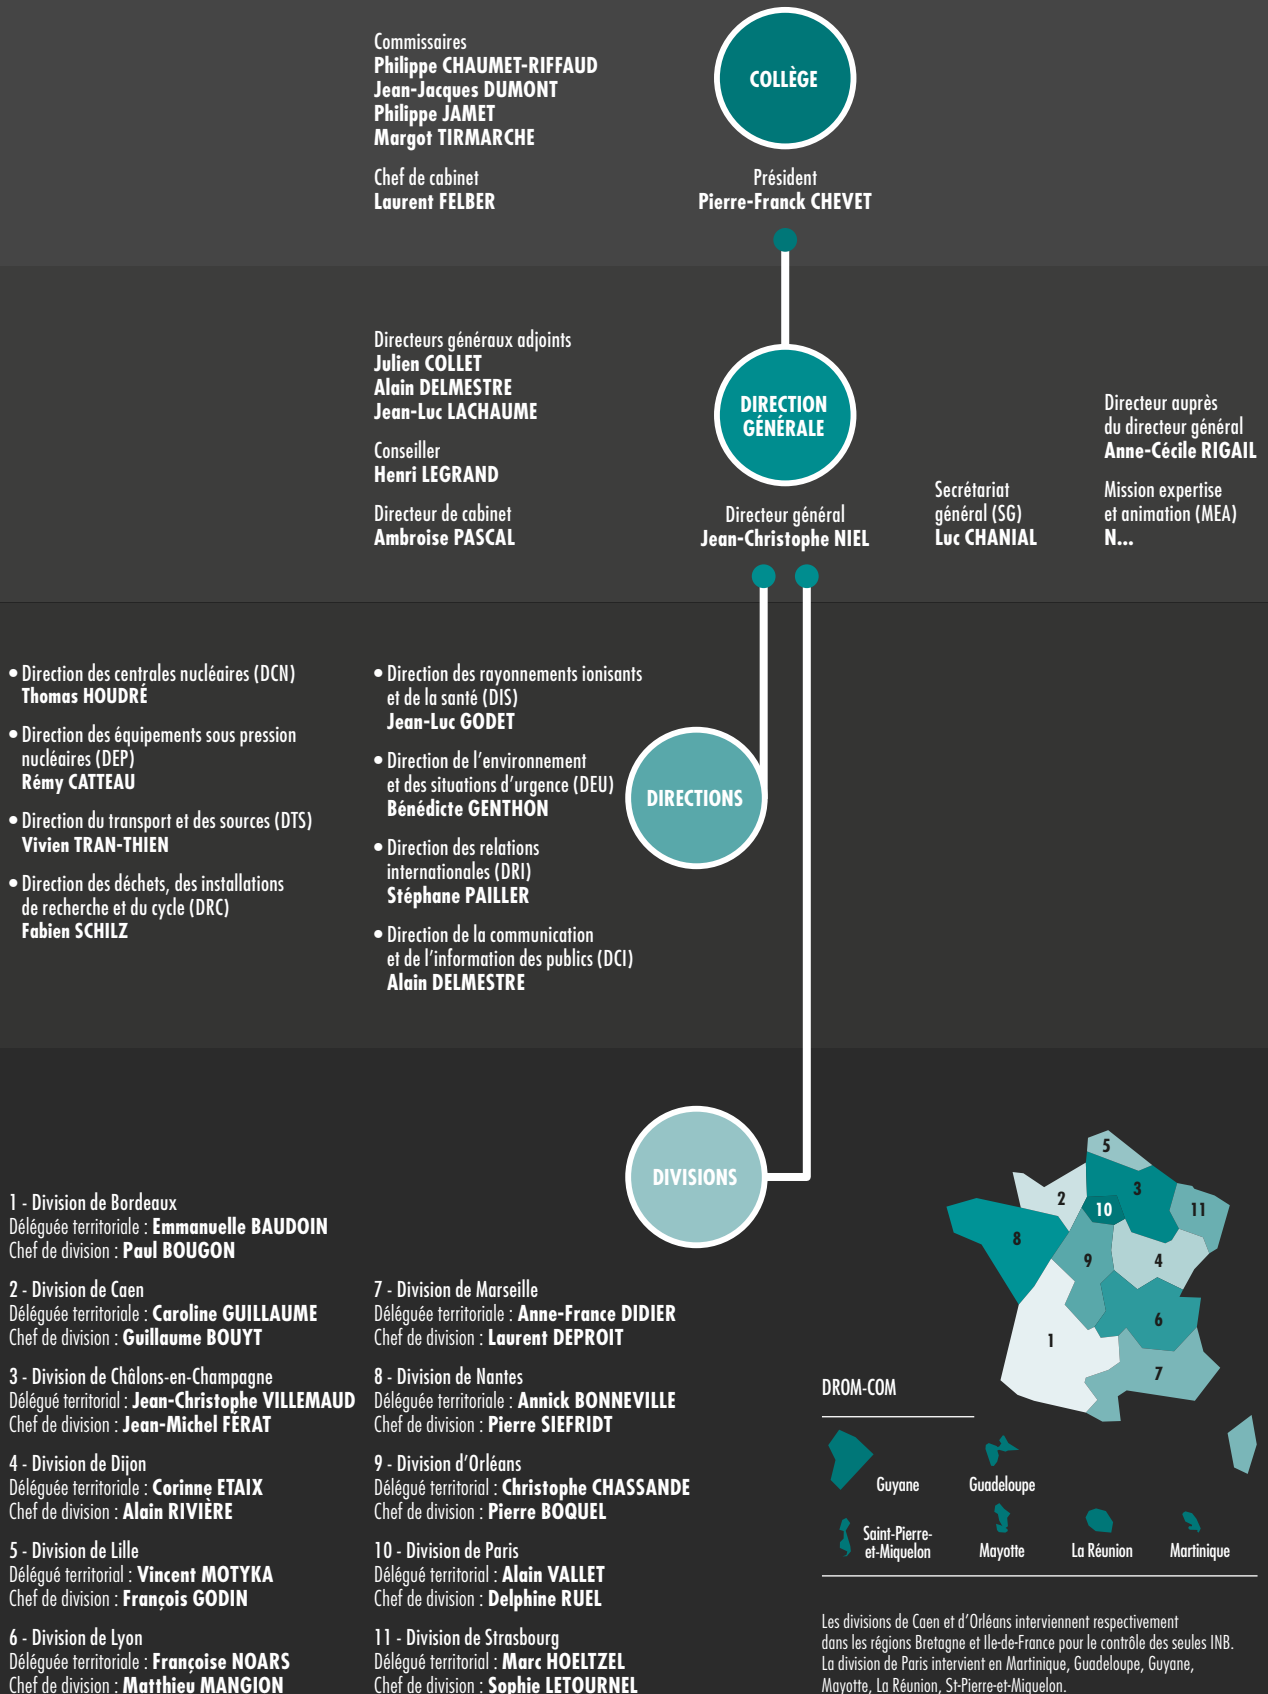 Commissaires
Philippe CHAUMET-RIFFAUD
Jean-Jacques DUMONT
Philippe JAMET
Margot TIRMARCHE
Chef de cabinet
Laurent FELBER
COLLÈGE
Président
Pierre-Franck CHEVET
Directeurs généraux adjoints
Julien COLLET
Alain DELMESTRE
Jean-Luc LACHAUME
Conseiller
Henri LEGRAND
Directeur de cabinet
Ambroise PASCAL
DIRECTION
GÉNÉRALE
Directeur général
Jean-Christophe NIEL
Secrétariat
général (SG)
Luc CHANIAL
Directeur auprès
du directeur général
Anne-Cécile RIGAIL
Mission expertise
et animation (MEA)
N...
• Direction des centrales nucléaires (DCN)
Thomas HOUDRÉ
• Direction des équipements sous pression
nucléaires (DEP)
Rémy CATTEAU
• Direction du transport et des sources (DTS)
Vivien TRAN-THIEN
• Direction des déchets, des installations
de recherche et du cycle (DRC)
Fabien SCHILZ
• Direction des rayonnements ionisants
et de la santé (DIS)
Jean-Luc GODET
• Direction de l'environnement
et des situations d'urgence (DEU)
Bénédicte GENTHON
• Direction des relations
internationales (DRI)
Stéphane PAILLER
• Direction de la communication
et de l'information des publics (DCI)
Alain DELMESTRE
DIRECTIONS
DIVISIONS
1 - Division de Bordeaux
Déléguée territoriale : Emmanuelle BAUDOIN
Chef de division : Paul BOUGON
2 - Division de Caen
Déléguée territoriale : Caroline GUILLAUME
Chef de division : Guillaume BOUYT
3 - Division de Châlons-en-Champagne
Délégué territorial : Jean-Christophe VILLEMAUD
Chef de division : Jean-Michel FÉRAT
4 - Division de Dijon
Déléguée territoriale : Corinne ETAIX
Chef de division : Alain RIVIÈRE
5 - Division de Lille
Délégué territorial : Vincent MOTYKA
Chef de division : François GODIN
6 - Division de Lyon
Déléguée territoriale : Françoise NOARS
Chef de division : Matthieu MANGION
7 - Division de Marseille
Déléguée territoriale : Anne-France DIDIER
Chef de division : Laurent DEPROIT
8 - Division de Nantes
Déléguée territoriale : Annick BONNEVILLE
Chef de division : Pierre SIEFRIDT
9 - Division d'Orléans
Délégué territorial : Christophe CHASSANDE
Chef de division : Pierre BOQUEL
10 - Division de Paris
Délégué territorial : Alain VALLET
Chef de division : Delphine RUEL
11 - Division de Strasbourg
Délégué territorial : Marc HOELTZEL
Chef de division : Sophie LETOURNEL
5
3
2
10
11
8
9
4
6
1
7
DROM-COM
Guyane
Guadeloupe
Saint-Pierre-
et-Miquelon
Mayotte
La Réunion
Martinique
Les divisions de Caen et d'Orléans interviennent respectivement
dans les régions Bretagne et Ile-de-France pour le contrôle des seules INB.
La division de Paris intervient en Martinique, Guadeloupe, Guyane,
Mayotte, La Réunion, St-Pierre-et-Miquelon.